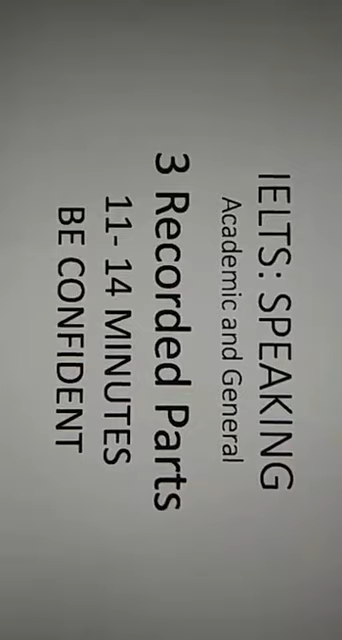 IELTS: SPEAKING
Academic and General
3 Recorded Parts
11- 14 MINUTES
BE CONFIDENT